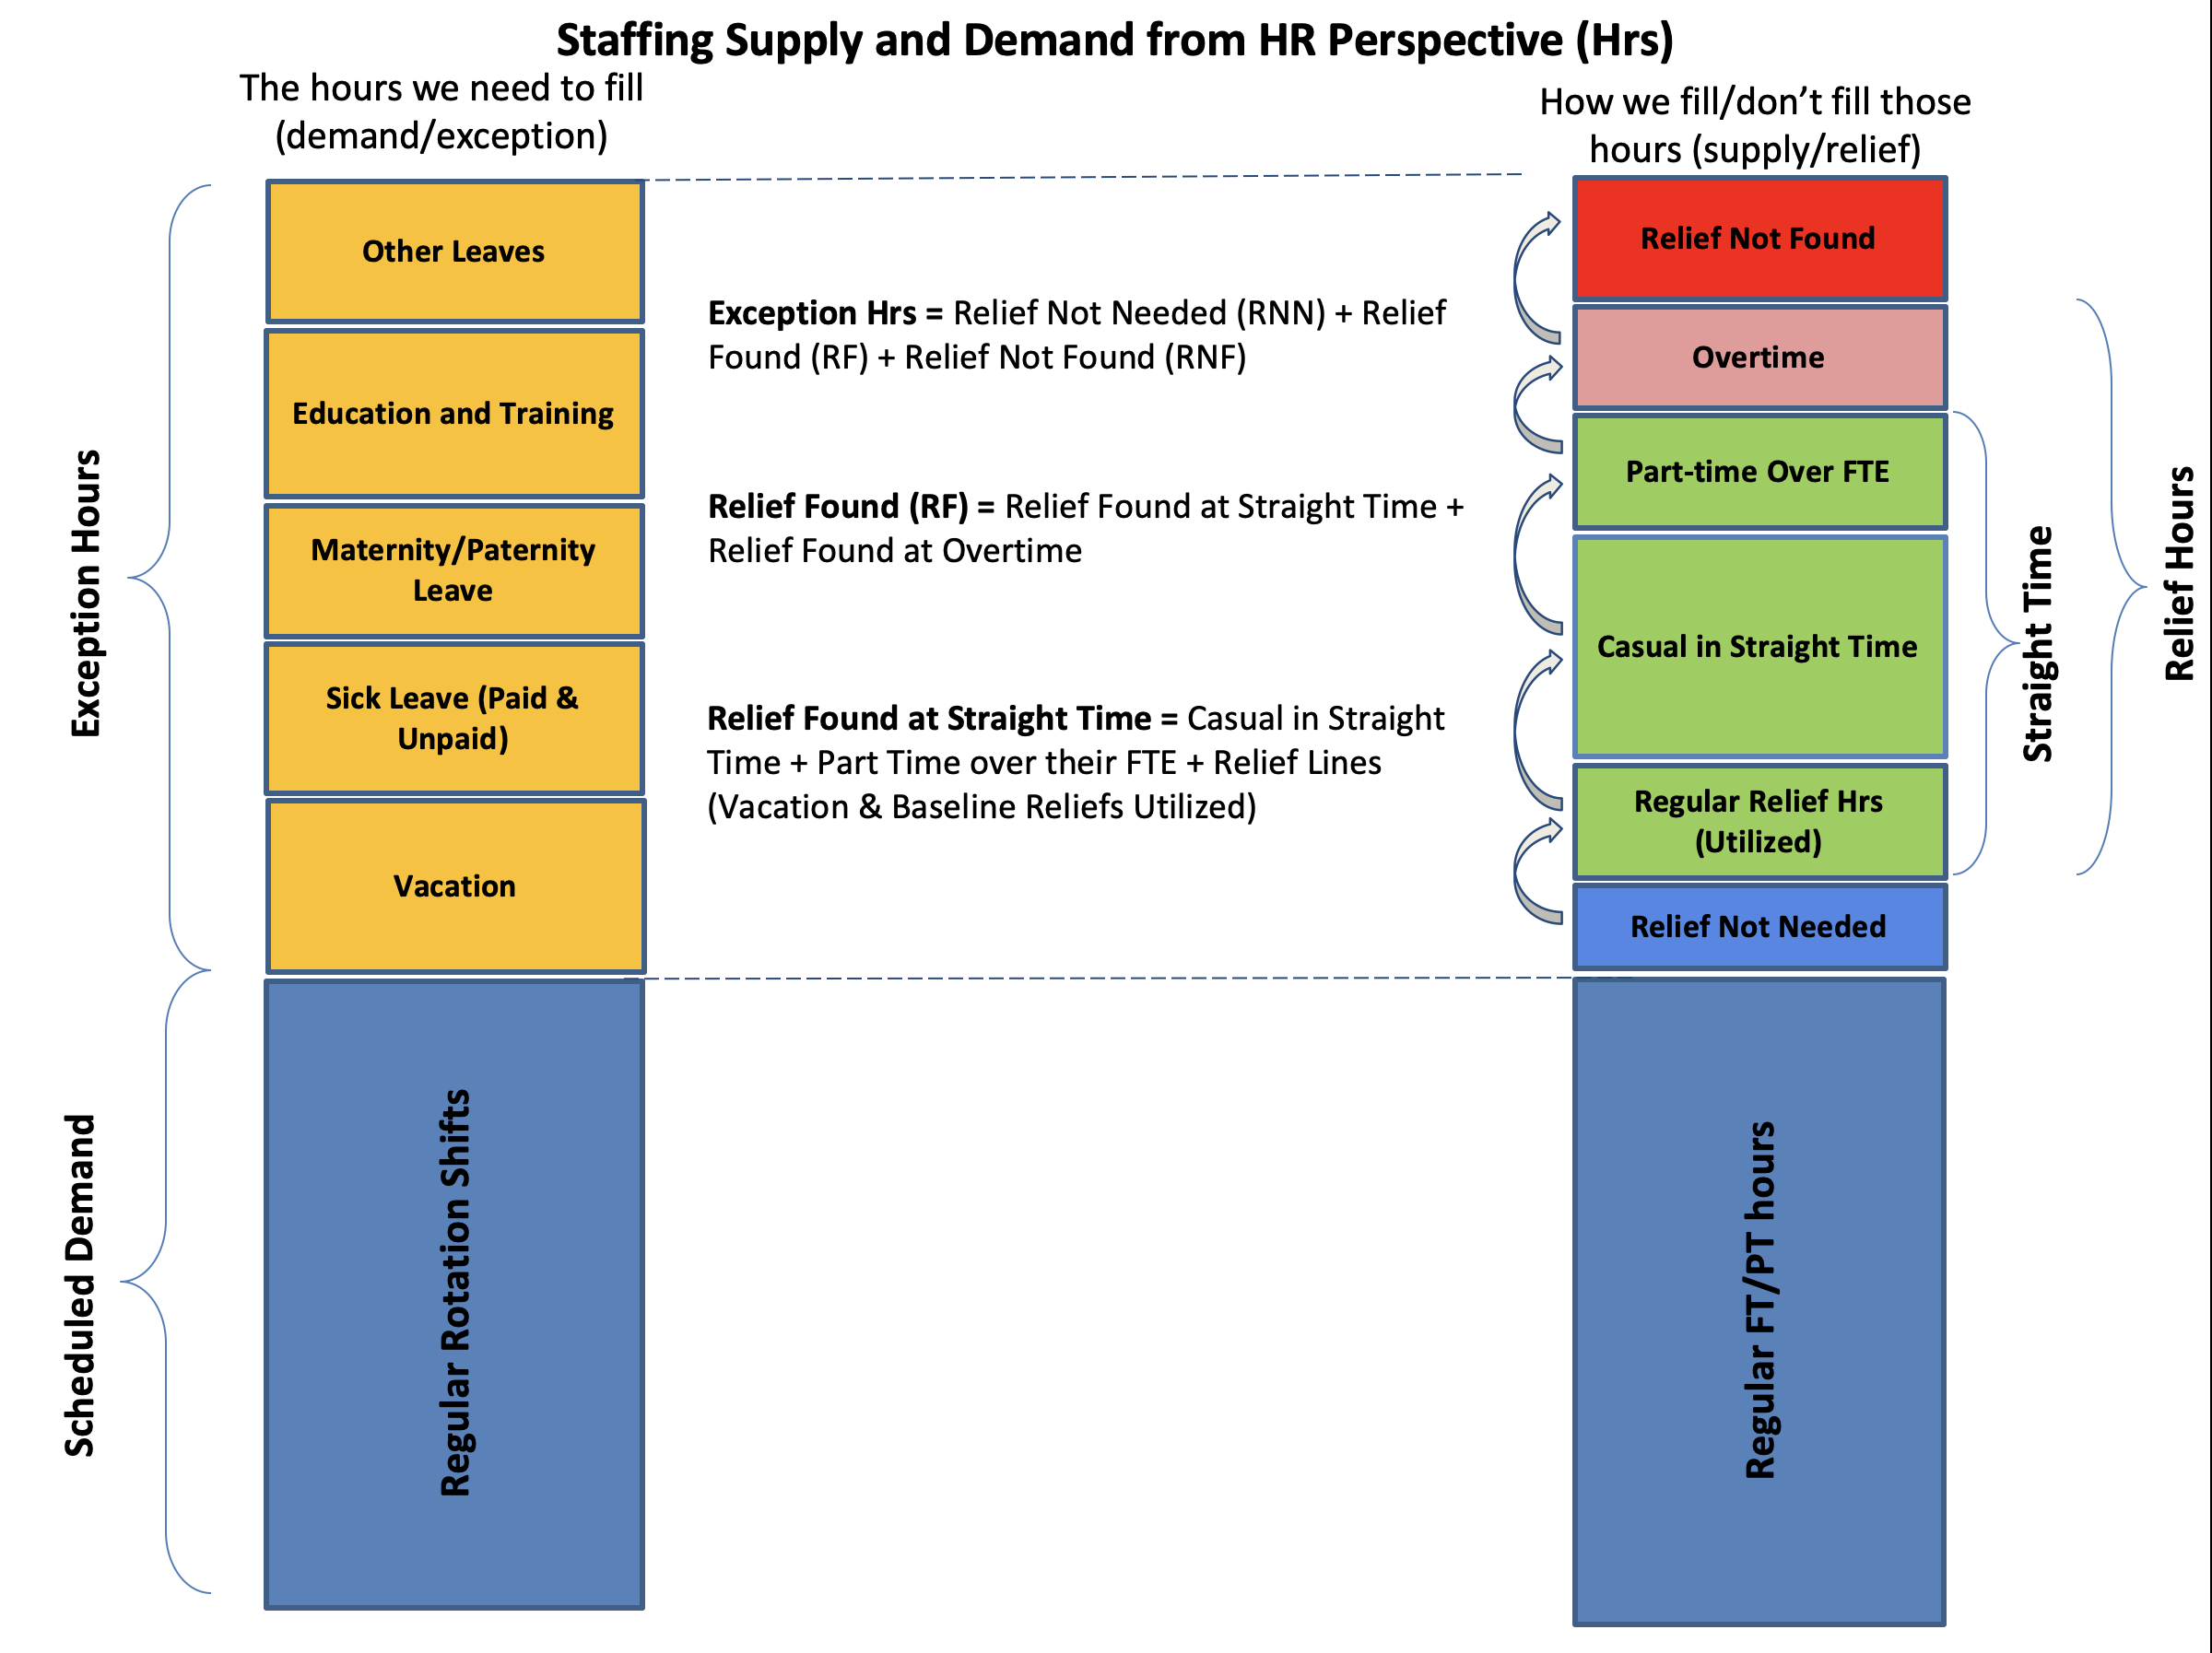 Staffing Supply and Demand from HR Perspective (Hrs)
The hours we need to fill
(demand/exception)
How we fill/don’t fill those
hours (supply/relief)
Exception Hours
Other Leaves
Education and Training
Maternity/Paternity
Leave
Sick Leave (Paid &
Unpaid)
Vacation
Scheduled Demand
Regular Rotation Shifts
Exception Hrs = Relief Not Needed (RNN) + Relief
Found (RF) + Relief Not Found (RNF)
Relief Found (RF) = Relief Found at Straight Time +
Relief Found at Overtime
Relief Found at Straight Time = Casual in Straight
Time + Part Time over their FTE + Relief Lines
(Vacation & Baseline Reliefs Utilized)
Relief Not Found
Overtime
Part-time Over FTE
Casual in Straight Time
Regular Relief Hrs
(Utilized)
Relief Not Needed
Regular FT/PT hours
Straight Time
Relief Hours